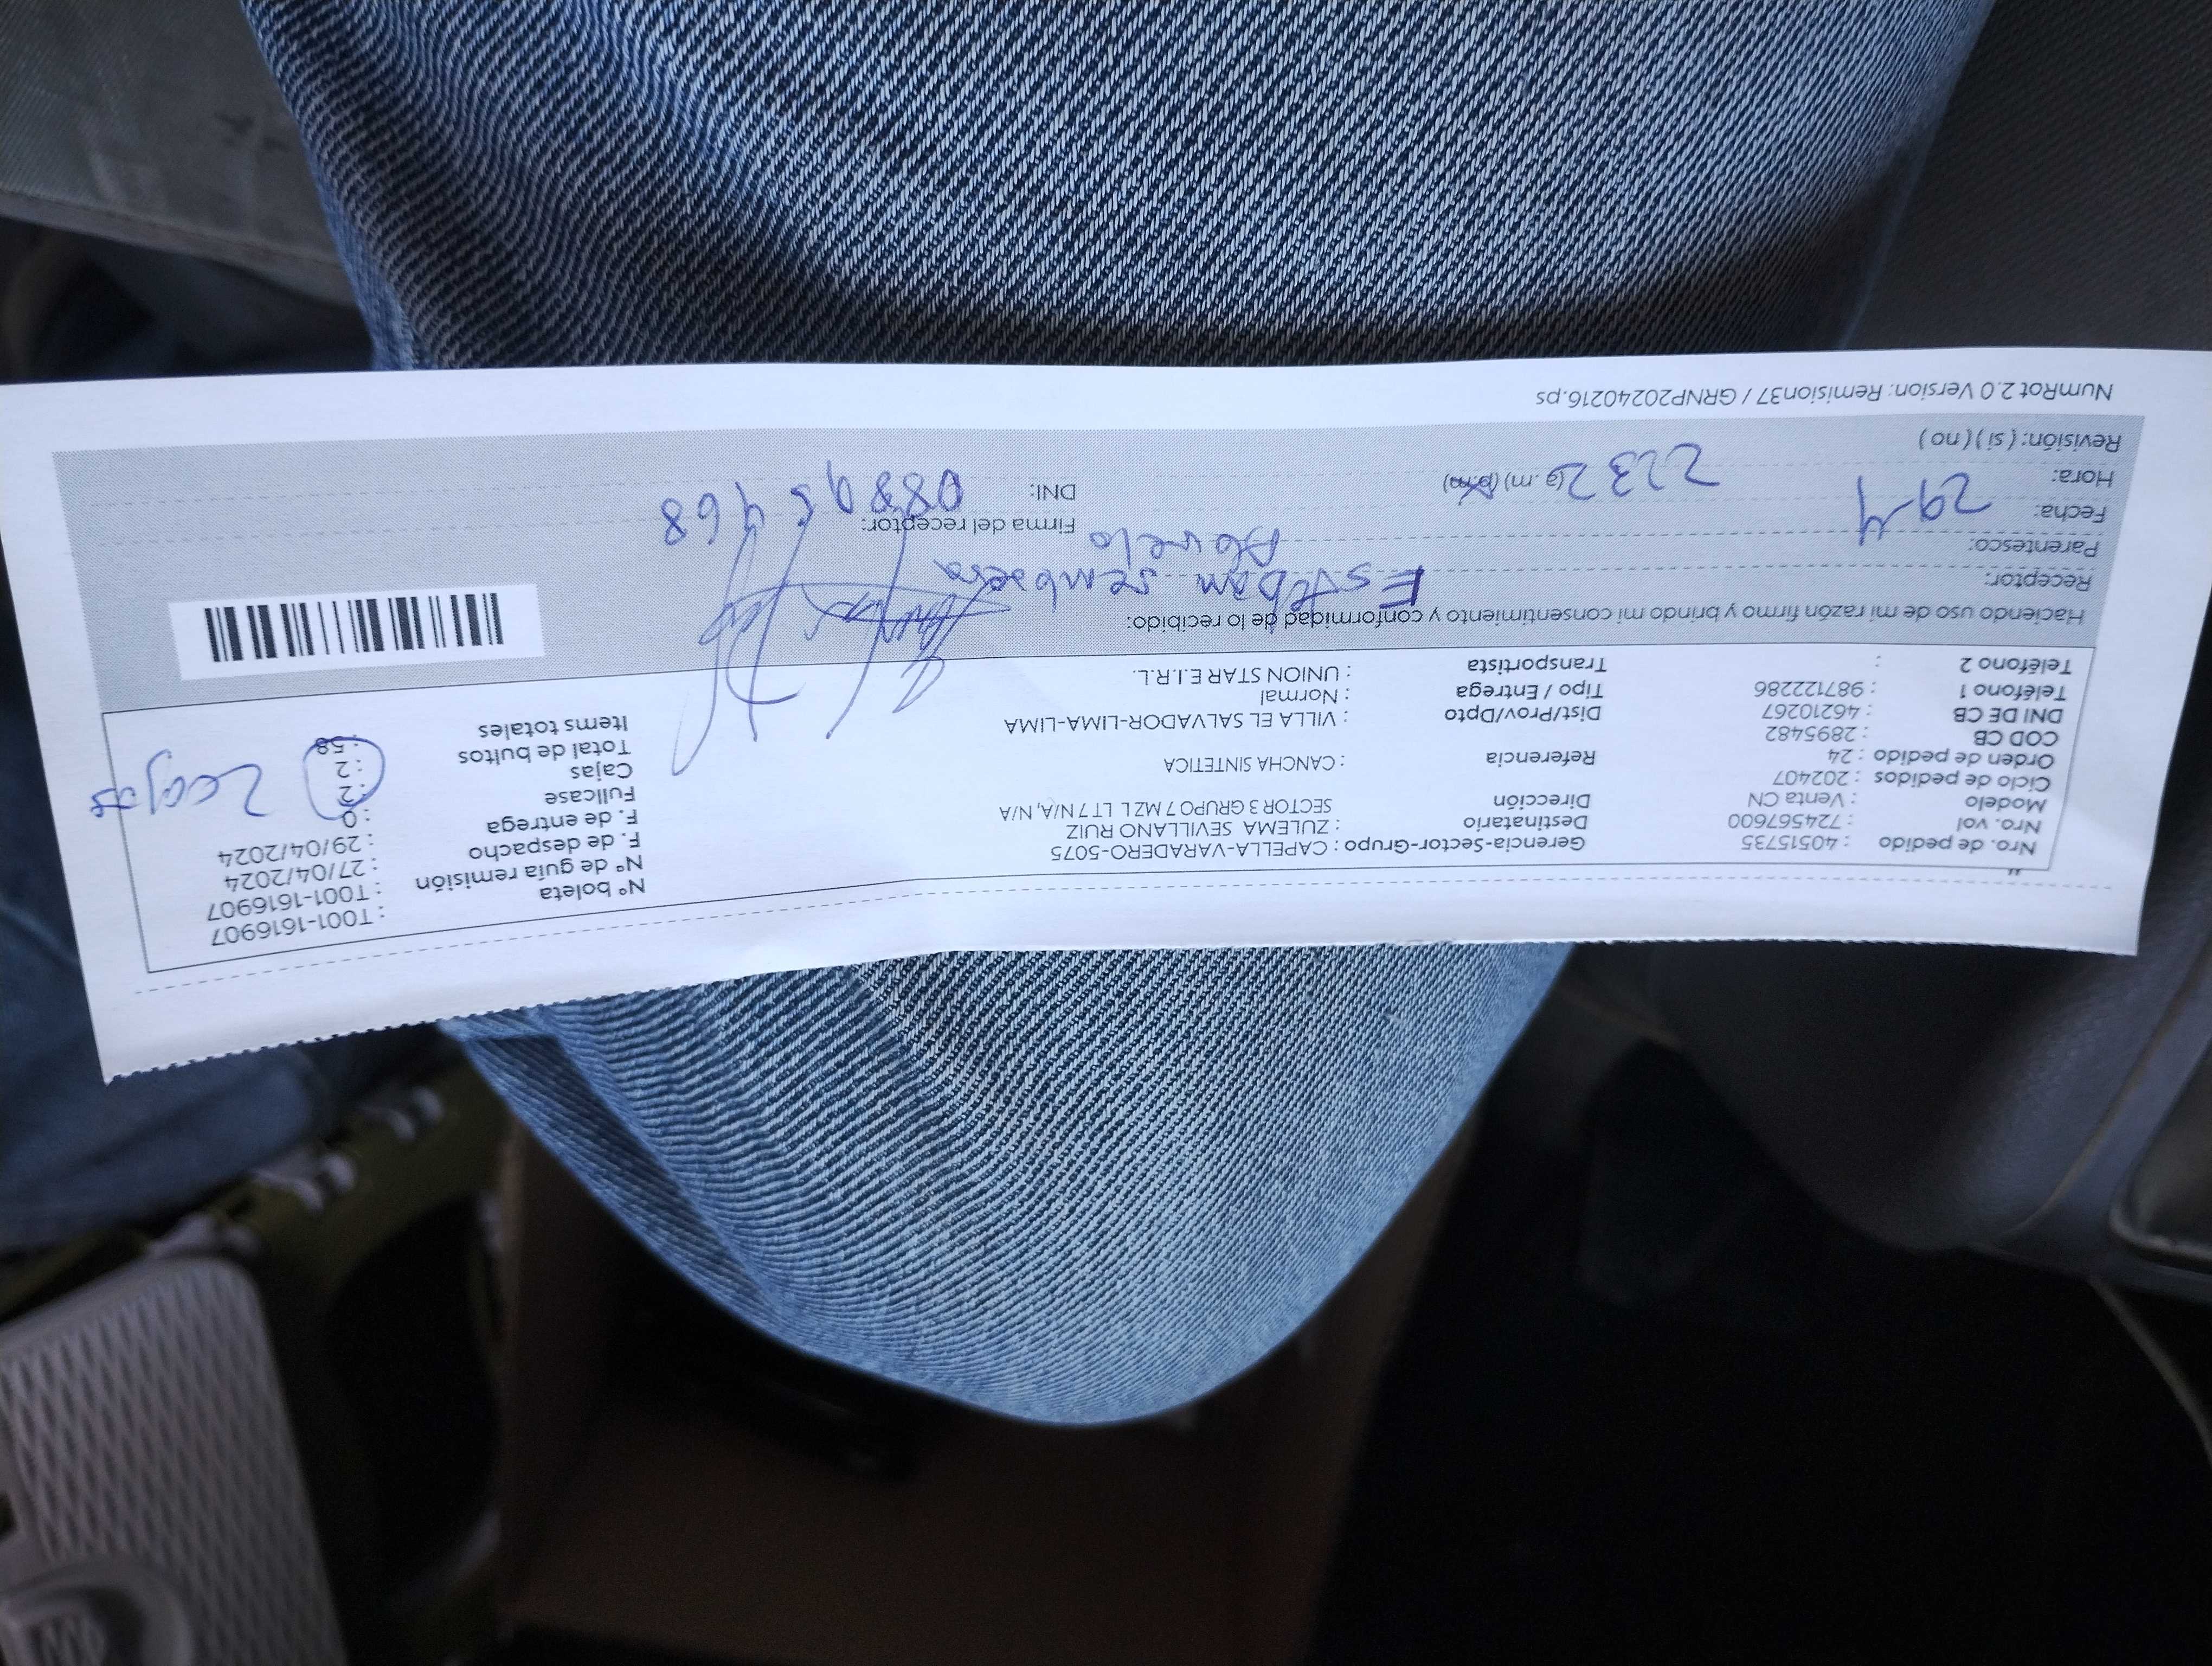 Nro. de pedido : 40515735 Gerencia-Sector-Grupo : CAPELLA-VARADERO-5075 Nº boleta : T001-1616907
Nro. vol : 724567600 Destinatario : ZULEMA SEVILLANO RUIZ Nº de guía remisión : T001-1616907
Modelo : Venta CN Dirección SECTOR 3 GRUPO 7 MZ L LT 7 N/A, N/A F. de despacho : 27/04/2024
Ciclo de pedidos : 202407 F. de entrega : 29/04/2024
Orden de pedido : 24 Referencia : CANCHA SINTETICA Fullcase : 0
COD CB : 2895482 Cajas : 2
DNI DE CB : 46210267 Dist/Prov/Dpto : VILLA EL SALVADOR-LIMA-LIMA Total de bultos : 2
Teléfono 1 : 987122286 Tipo / Entrega : Normal Items totales : 58
Teléfono 2 : Transportista : UNION STAR E.I.R.L.
2 cajas
Haciendo uso de mi razón firmo y brindo mi consentimiento y conformidad de lo recibido:
Receptor: Esteban
Parentesco: Abuelo
Fecha: 29-4 Firma del receptor:
Hora: (a.m) (p.m) DNI:
Revisión: ( si ) ( no )
NumRot 2.0 Version: Remision37 / GRNP20240216.ps